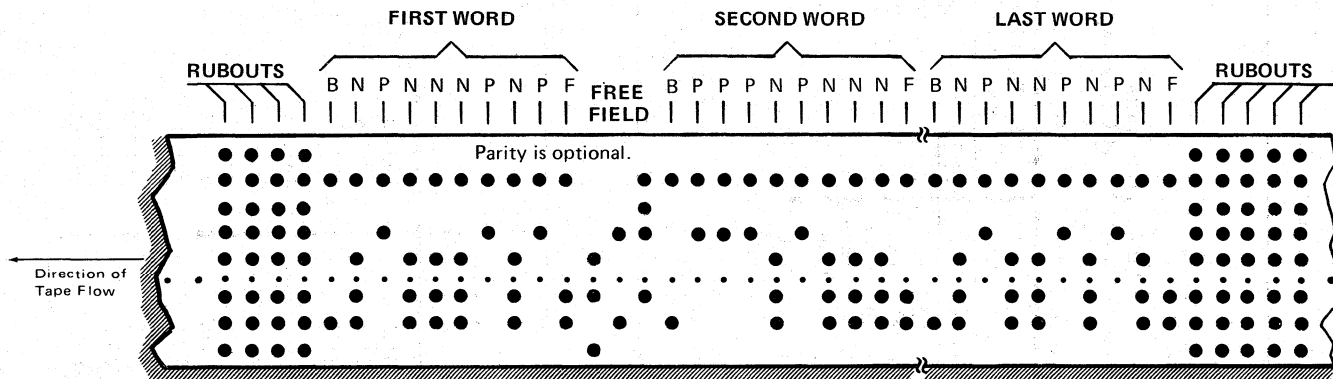 FIRST WORD SECOND WORD LAST WORD
RUBOUTS B N P N N N P N P F FREE FIELD B P P P N P N N N F B N P N N P N P N F RUBOUTS
Parity is optional.
Direction of
Tape Flow